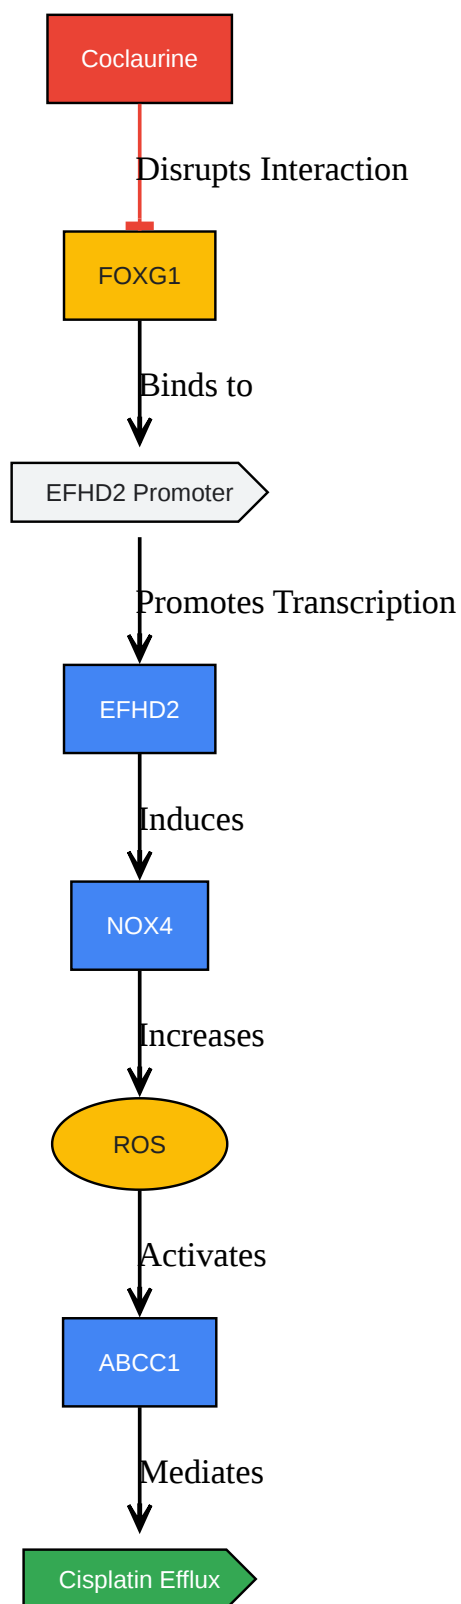 Coclaurine
Disrupts Interaction
FOXG1
Binds to
EFHD2 Promoter
Promotes Transcription
EFHD2
Induces
NOX4
Increases
ROS
Activates
ABCC1
Mediates
Cisplatin Efflux